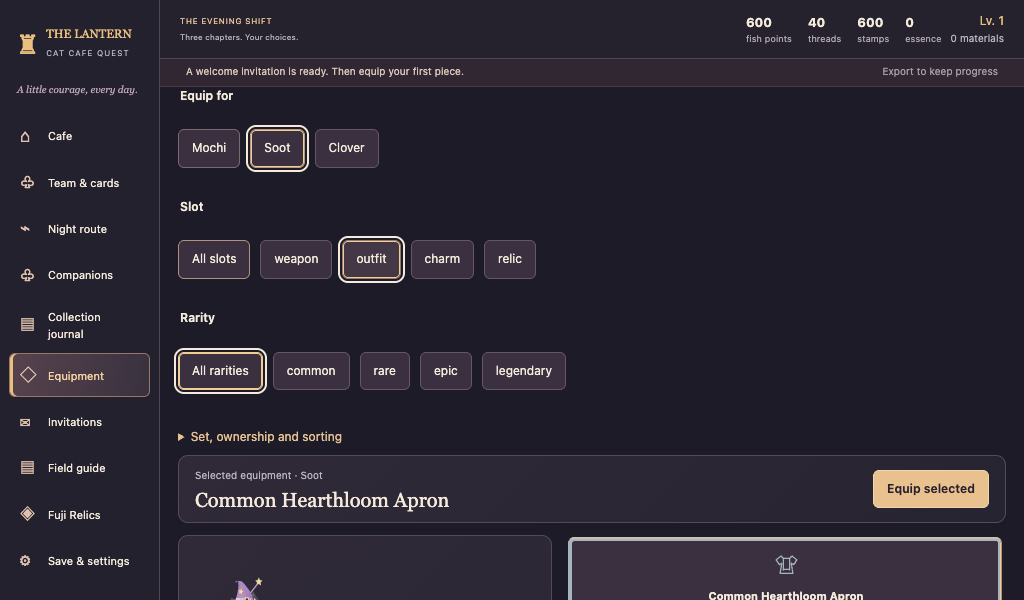 THE LANTERN
CAT CAFE QUEST
A little courage, every day.
Cafe
Team & cards
Night route
Companions
Collection
journal
Equipment
Invitations
Field guide
Fuji Relics
Save & settings
THE EVENING SHIFT
Three chapters. Your choices.
600
fish points
40
threads
600
stamps
0
essence
Lv. 1
0 materials
A welcome invitation is ready. Then equip your first piece.
Export to keep progress
Equip for
Mochi
Soot
Clover
Slot
All slots
weapon
outfit
charm
relic
Rarity
All rarities
common
rare
epic
legendary
Set, ownership and sorting
Selected equipment · Soot
Common Hearthloom Apron
Equip selected
Common Hearthloom Apron